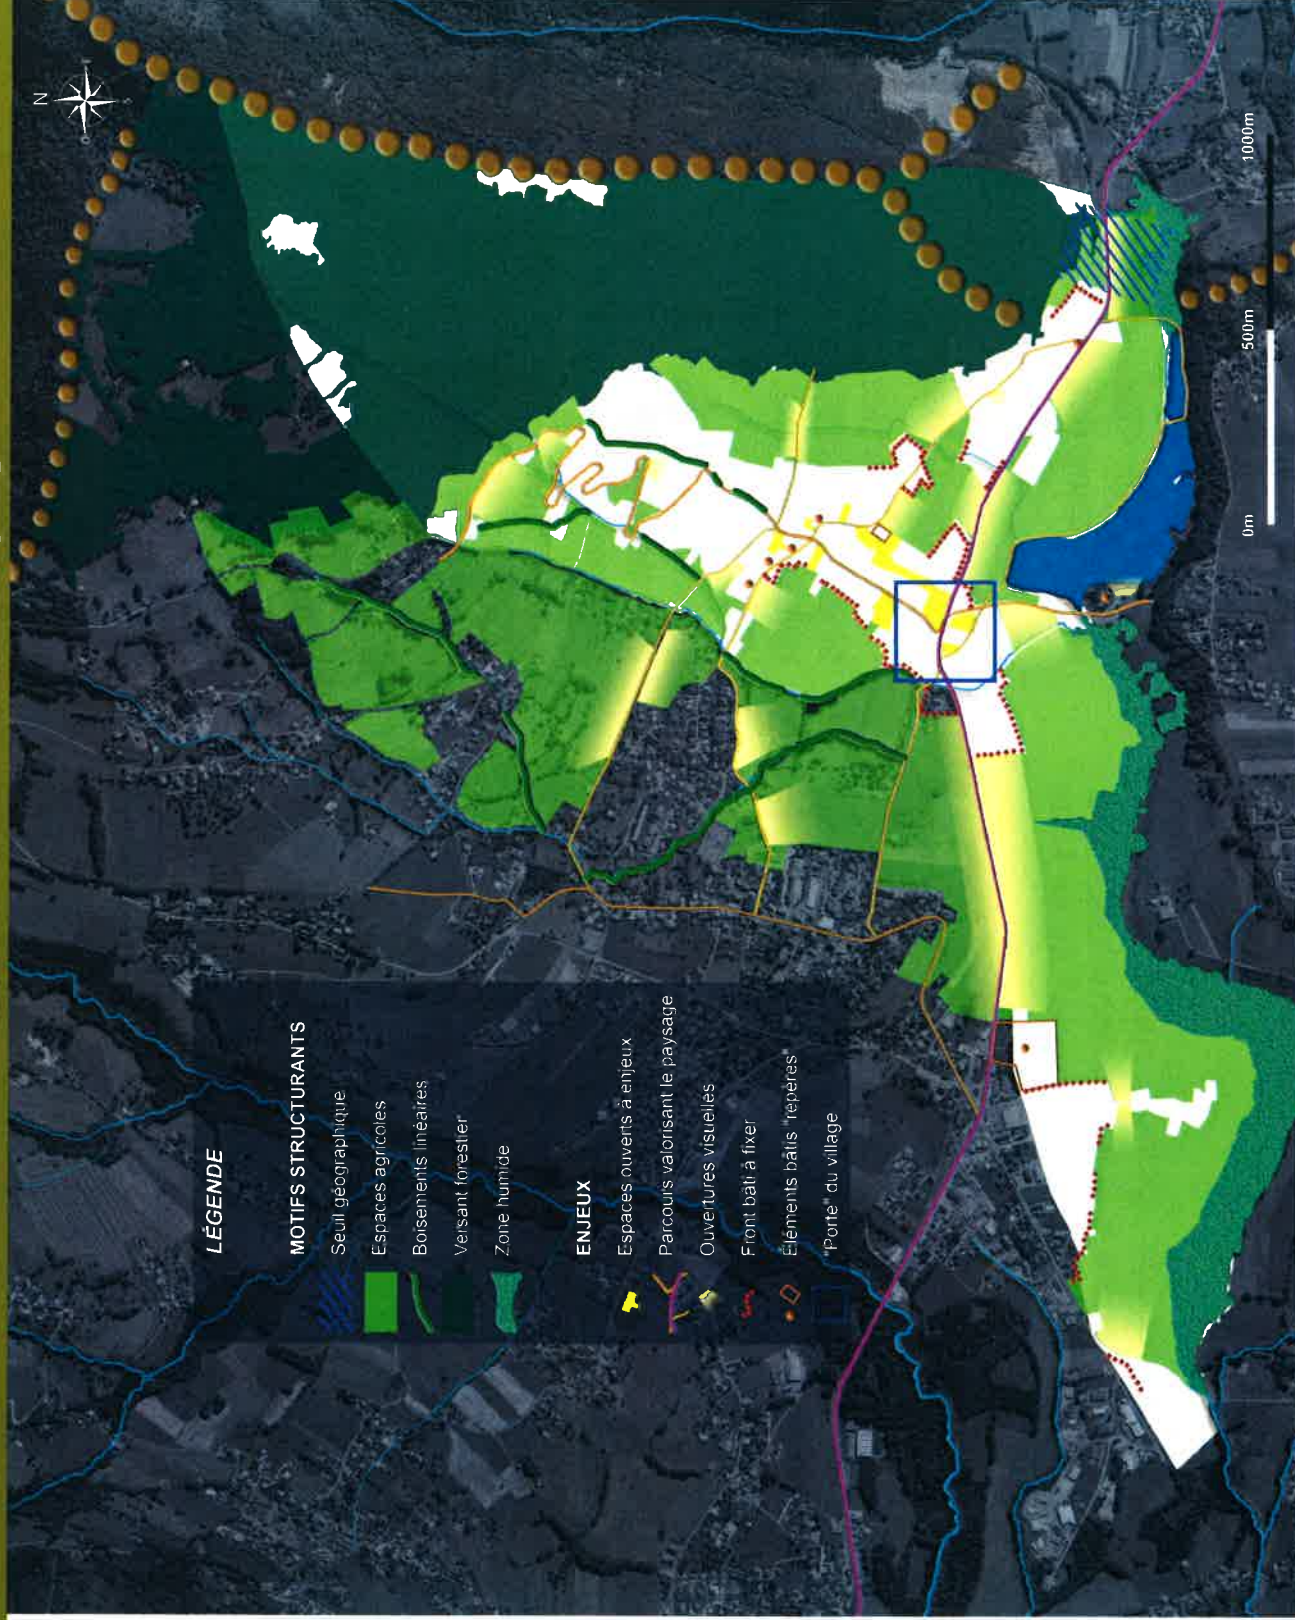 N
LÉGENDE
MOTIFS STRUCTURANTS
Seuil géographique
Espaces agricoles
Boisements linéaires
Versant forestier
Zone humide
ENJEUX
Espaces ouverts à enjeux
Parcours valorisant le paysage
Ouvertures visuelles
Front bâti à fixer
Eléments bâtis "repères"
"Porte" du village
0m 500m 1000m